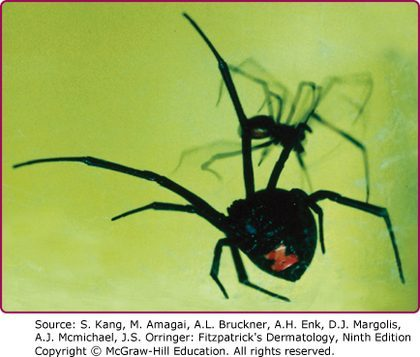 Source: S. Kang, M. Amagai, A.L. Bruckner, A.H. Enk, D.J. Margolis,
A.J. Mcmichael, J.S. Orringer: Fitzpatrick's Dermatology, Ninth Edition
Copyright © McGraw-Hill Education. All rights reserved.